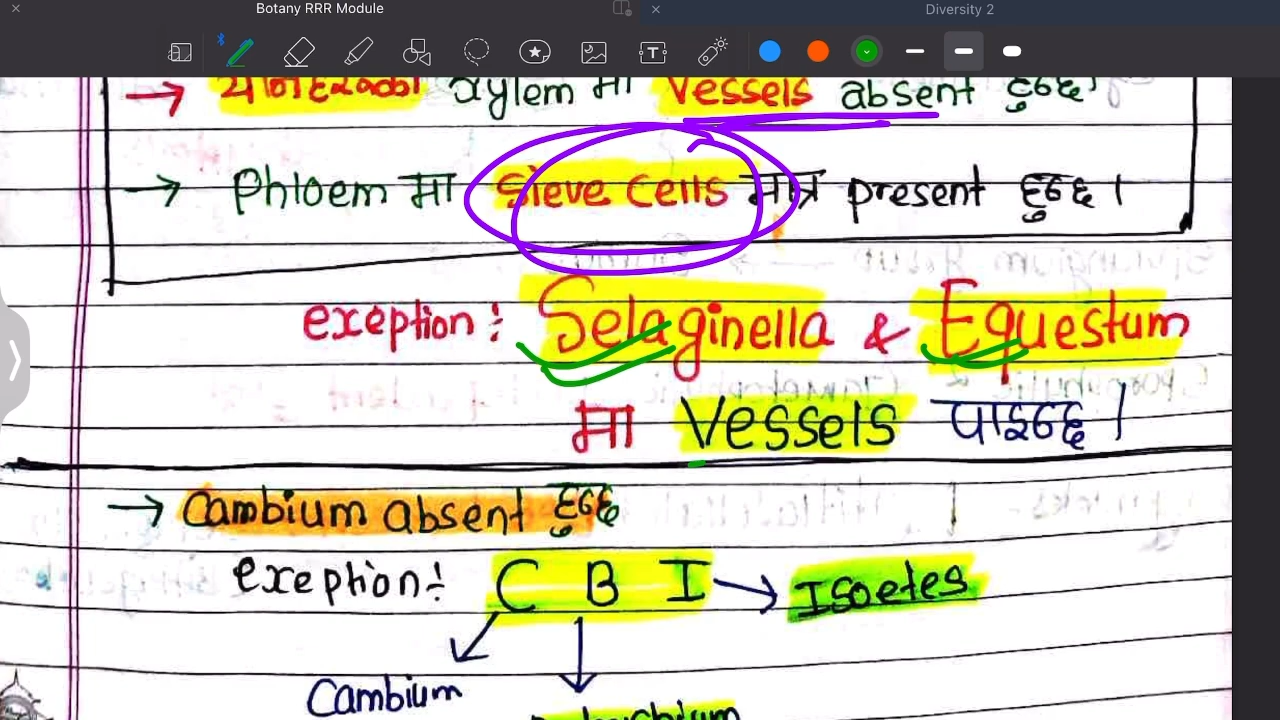 Botany RRR Module
Diversity 2
→ xylem मा vessels absent हुन्छ।
→ Phloem मा Sieve Cells मात्र present हुन्छ ।
exeption : Selaginella & Equestum
मा Vessels पाइन्छ ।
→ Cambium absent हुन्छ
exeption : C B I → Isoetes
Cambium